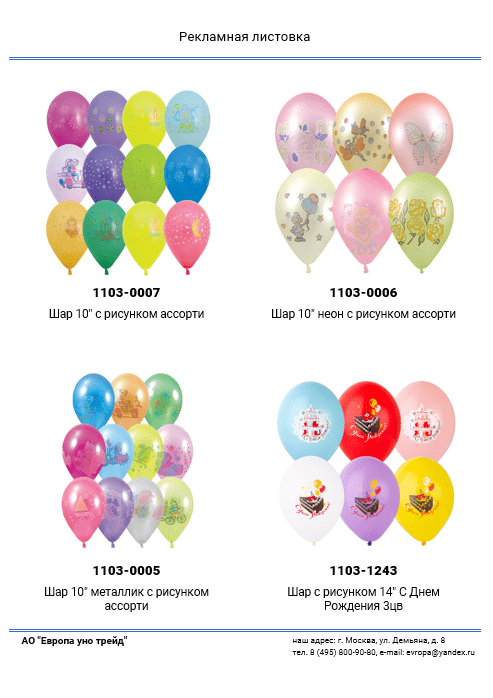 Рекламная листовка
1103-0007
Шар 10" с рисунком ассорти
1103-0006
Шар 10" неон с рисунком ассорти
1103-0005
Шар 10" металлик с рисунком
ассорти
1103-1243
Шар с рисунком 14" С Днем
Рождения 3цв
АО "Европа уно трейд"
наш адрес: г. Москва, ул. Демьяна, д. 8
тел. 8 (495) 800-90-80, e-mail: evropa@yandex.ru